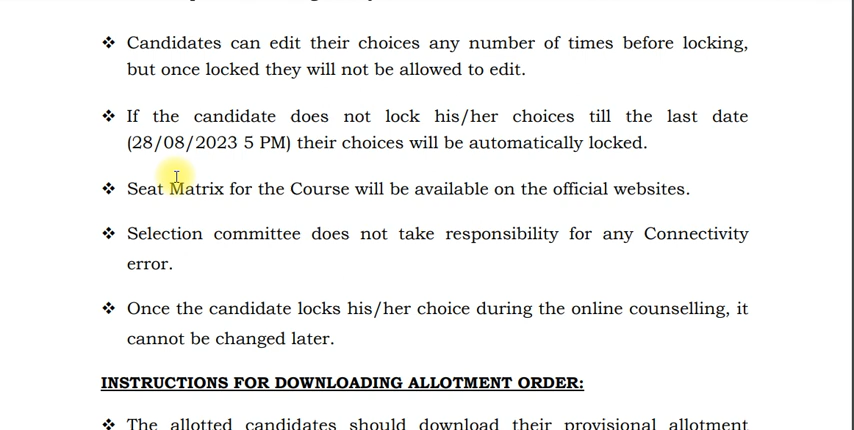 ❖ Candidates can edit their choices any number of times before locking,
but once locked they will not be allowed to edit.
❖ If the candidate does not lock his/her choices till the last date
(28/08/2023 5 PM) their choices will be automatically locked.
❖ Seat Matrix for the Course will be available on the official websites.
❖ Selection committee does not take responsibility for any Connectivity
error.
❖ Once the candidate locks his/her choice during the online counselling, it
cannot be changed later.
INSTRUCTIONS FOR DOWNLOADING ALLOTMENT ORDER:
❖ The allotted candidates should download their provisional allotment